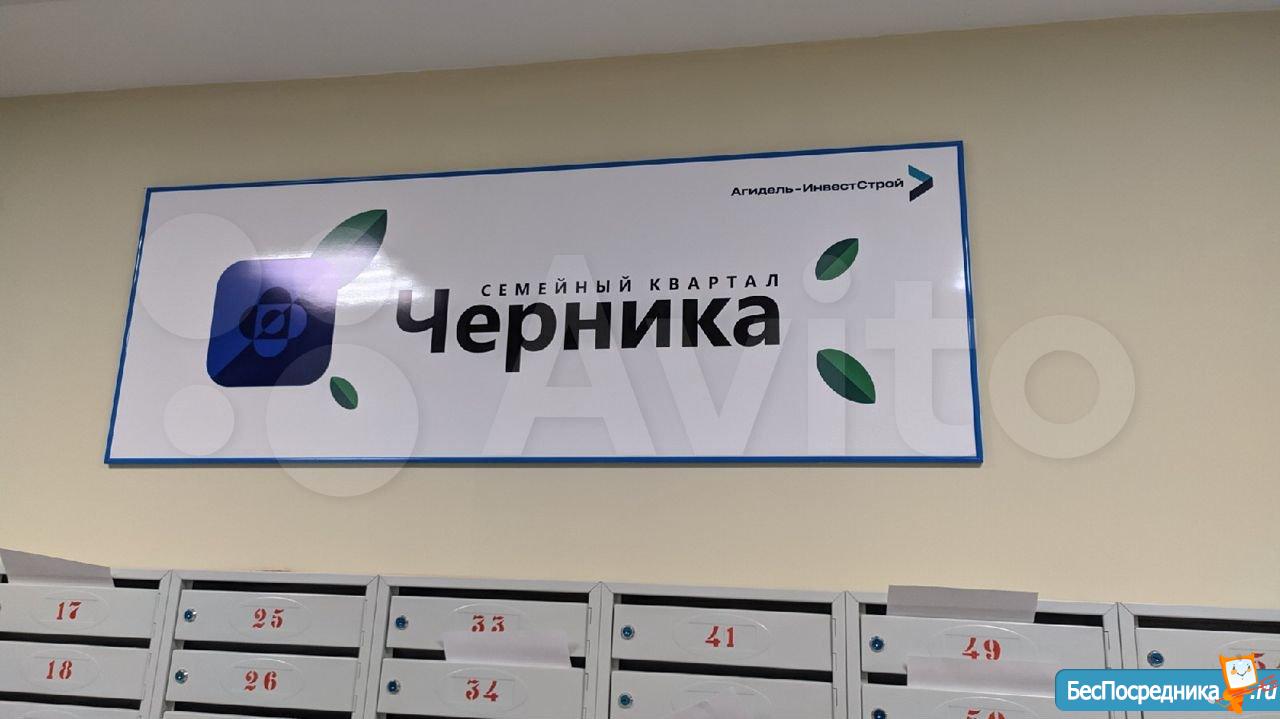 Агидель-ИнвестСтрой
СЕМЕЙНЫЙ КВАРТАЛ
Черника
Avito
17 25 33 41 49
18 26 34
БесПосредника.ru